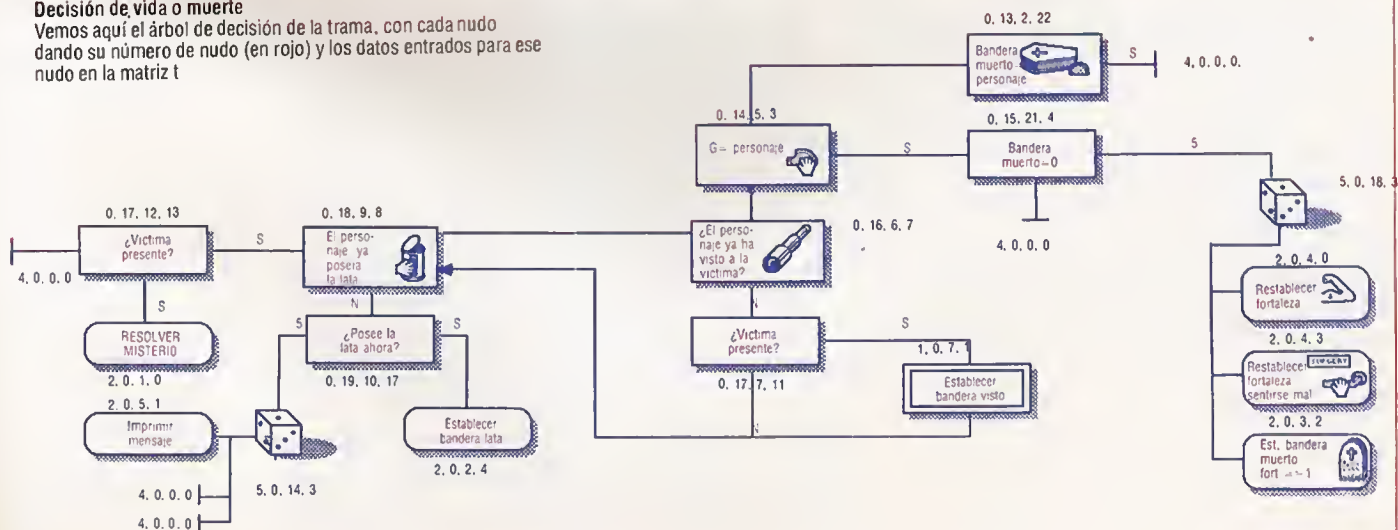 Decisión de vida o muerte
Vemos aquí el árbol de decisión de la trama, con cada nudo
dando su número de nudo (en rojo) y los datos entrados para ese
nudo en la matriz t
0, 13, 2, 22
Bandera
muerto
personaje
S
4, 0, 0, 0.
0, 14, 5, 3
G= personaje
S
0, 15, 21, 4
Bandera
muerto=0
S
4, 0, 0, 0
5, 0, 18, 3
0, 17, 12, 13
¿Victima
presente?
S
4, 0, 0, 0
S
RESOLVER
MISTERIO
2, 0, 1, 0
0, 18, 9, 8
El perso-
naje ya
poseía
la lata
N
¿Posee la
lata ahora?
5
S
0, 19, 10, 17
2, 0, 5, 1
Imprimir
mensaje
4, 0, 0, 0
4, 0, 0, 0
5, 0, 14, 3
Establecer
bandera lata
2, 0, 2, 4
¿El perso-
naje ya ha
visto a la
victima?
0, 16, 6, 7
N
¿Victima
presente?
S
0, 17, 7, 11
N
1, 0, 7,
Establecer
bandera visto
2, 0, 4, 0
Restablecer
fortaleza
2, 0, 4, 3
Restablecer
fortaleza
sentirse mal
SURGERY
2, 0, 3, 2
Est. bandera
muerto
fort =-1